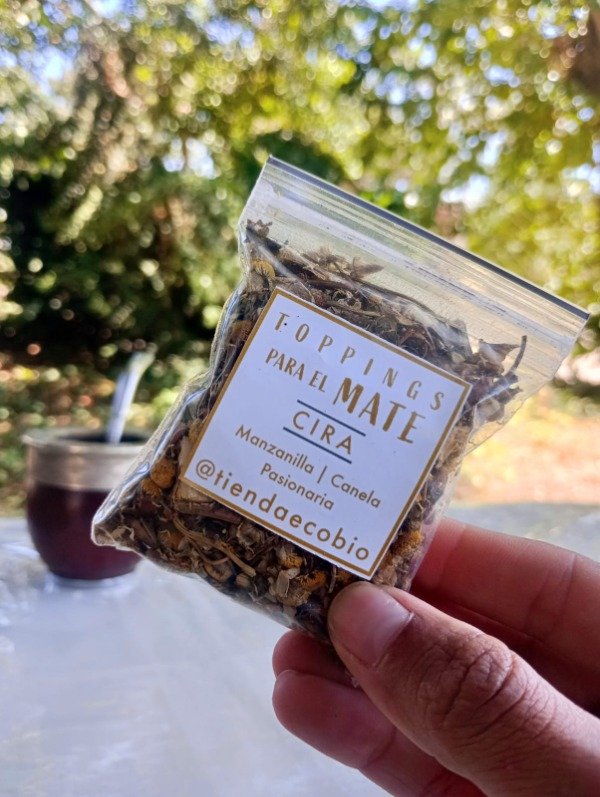 TOPPINGS
PARA EL MATE
CIRA
Manzanilla | Canela
Pasionaria
@tiendaecobio